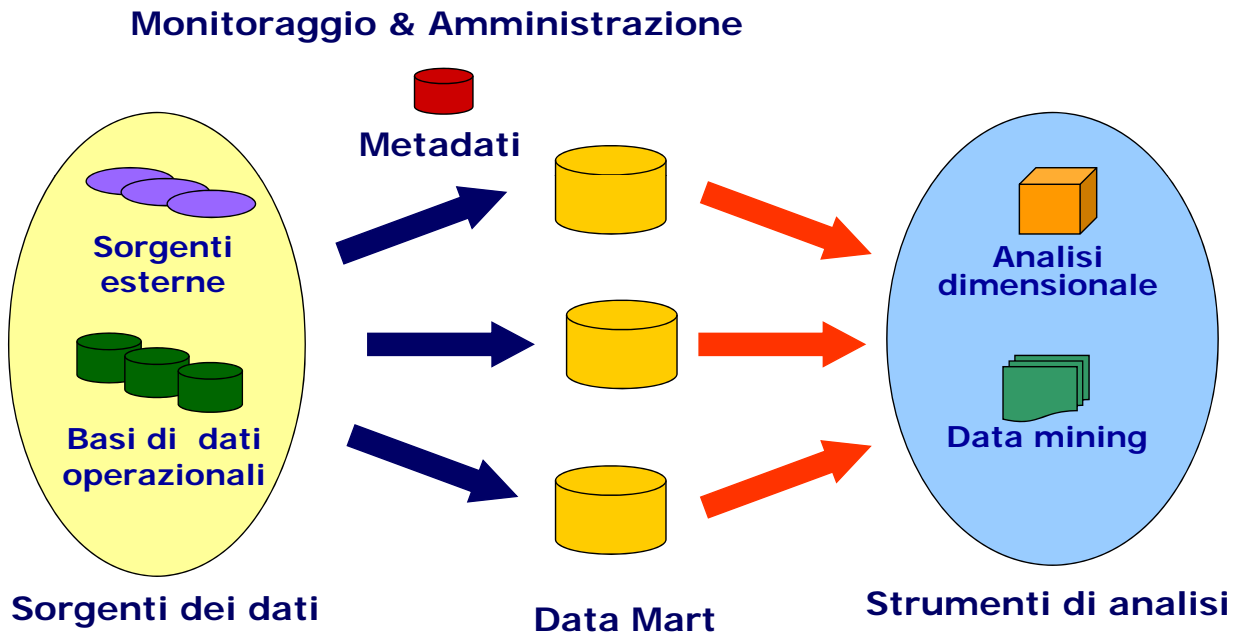 Monitoraggio & Amministrazione
Metadati
Sorgenti
esterne
Basi di dati
operazionali
Sorgenti dei dati
Data Mart
Analisi
dimensionale
Data mining
Strumenti di analisi